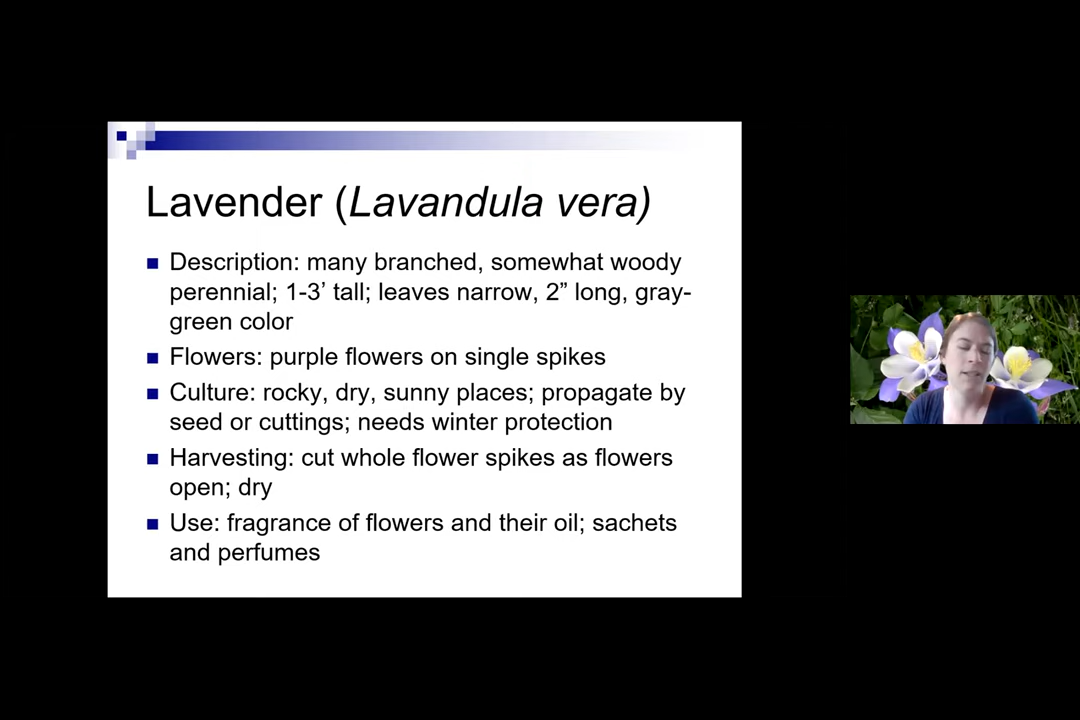 Lavender (Lavandula vera)
Description: many branched, somewhat woody
perennial; 1-3’ tall; leaves narrow, 2” long, gray-
green color
Flowers: purple flowers on single spikes
Culture: rocky, dry, sunny places; propagate by
seed or cuttings; needs winter protection
Harvesting: cut whole flower spikes as flowers
open; dry
Use: fragrance of flowers and their oil; sachets
and perfumes